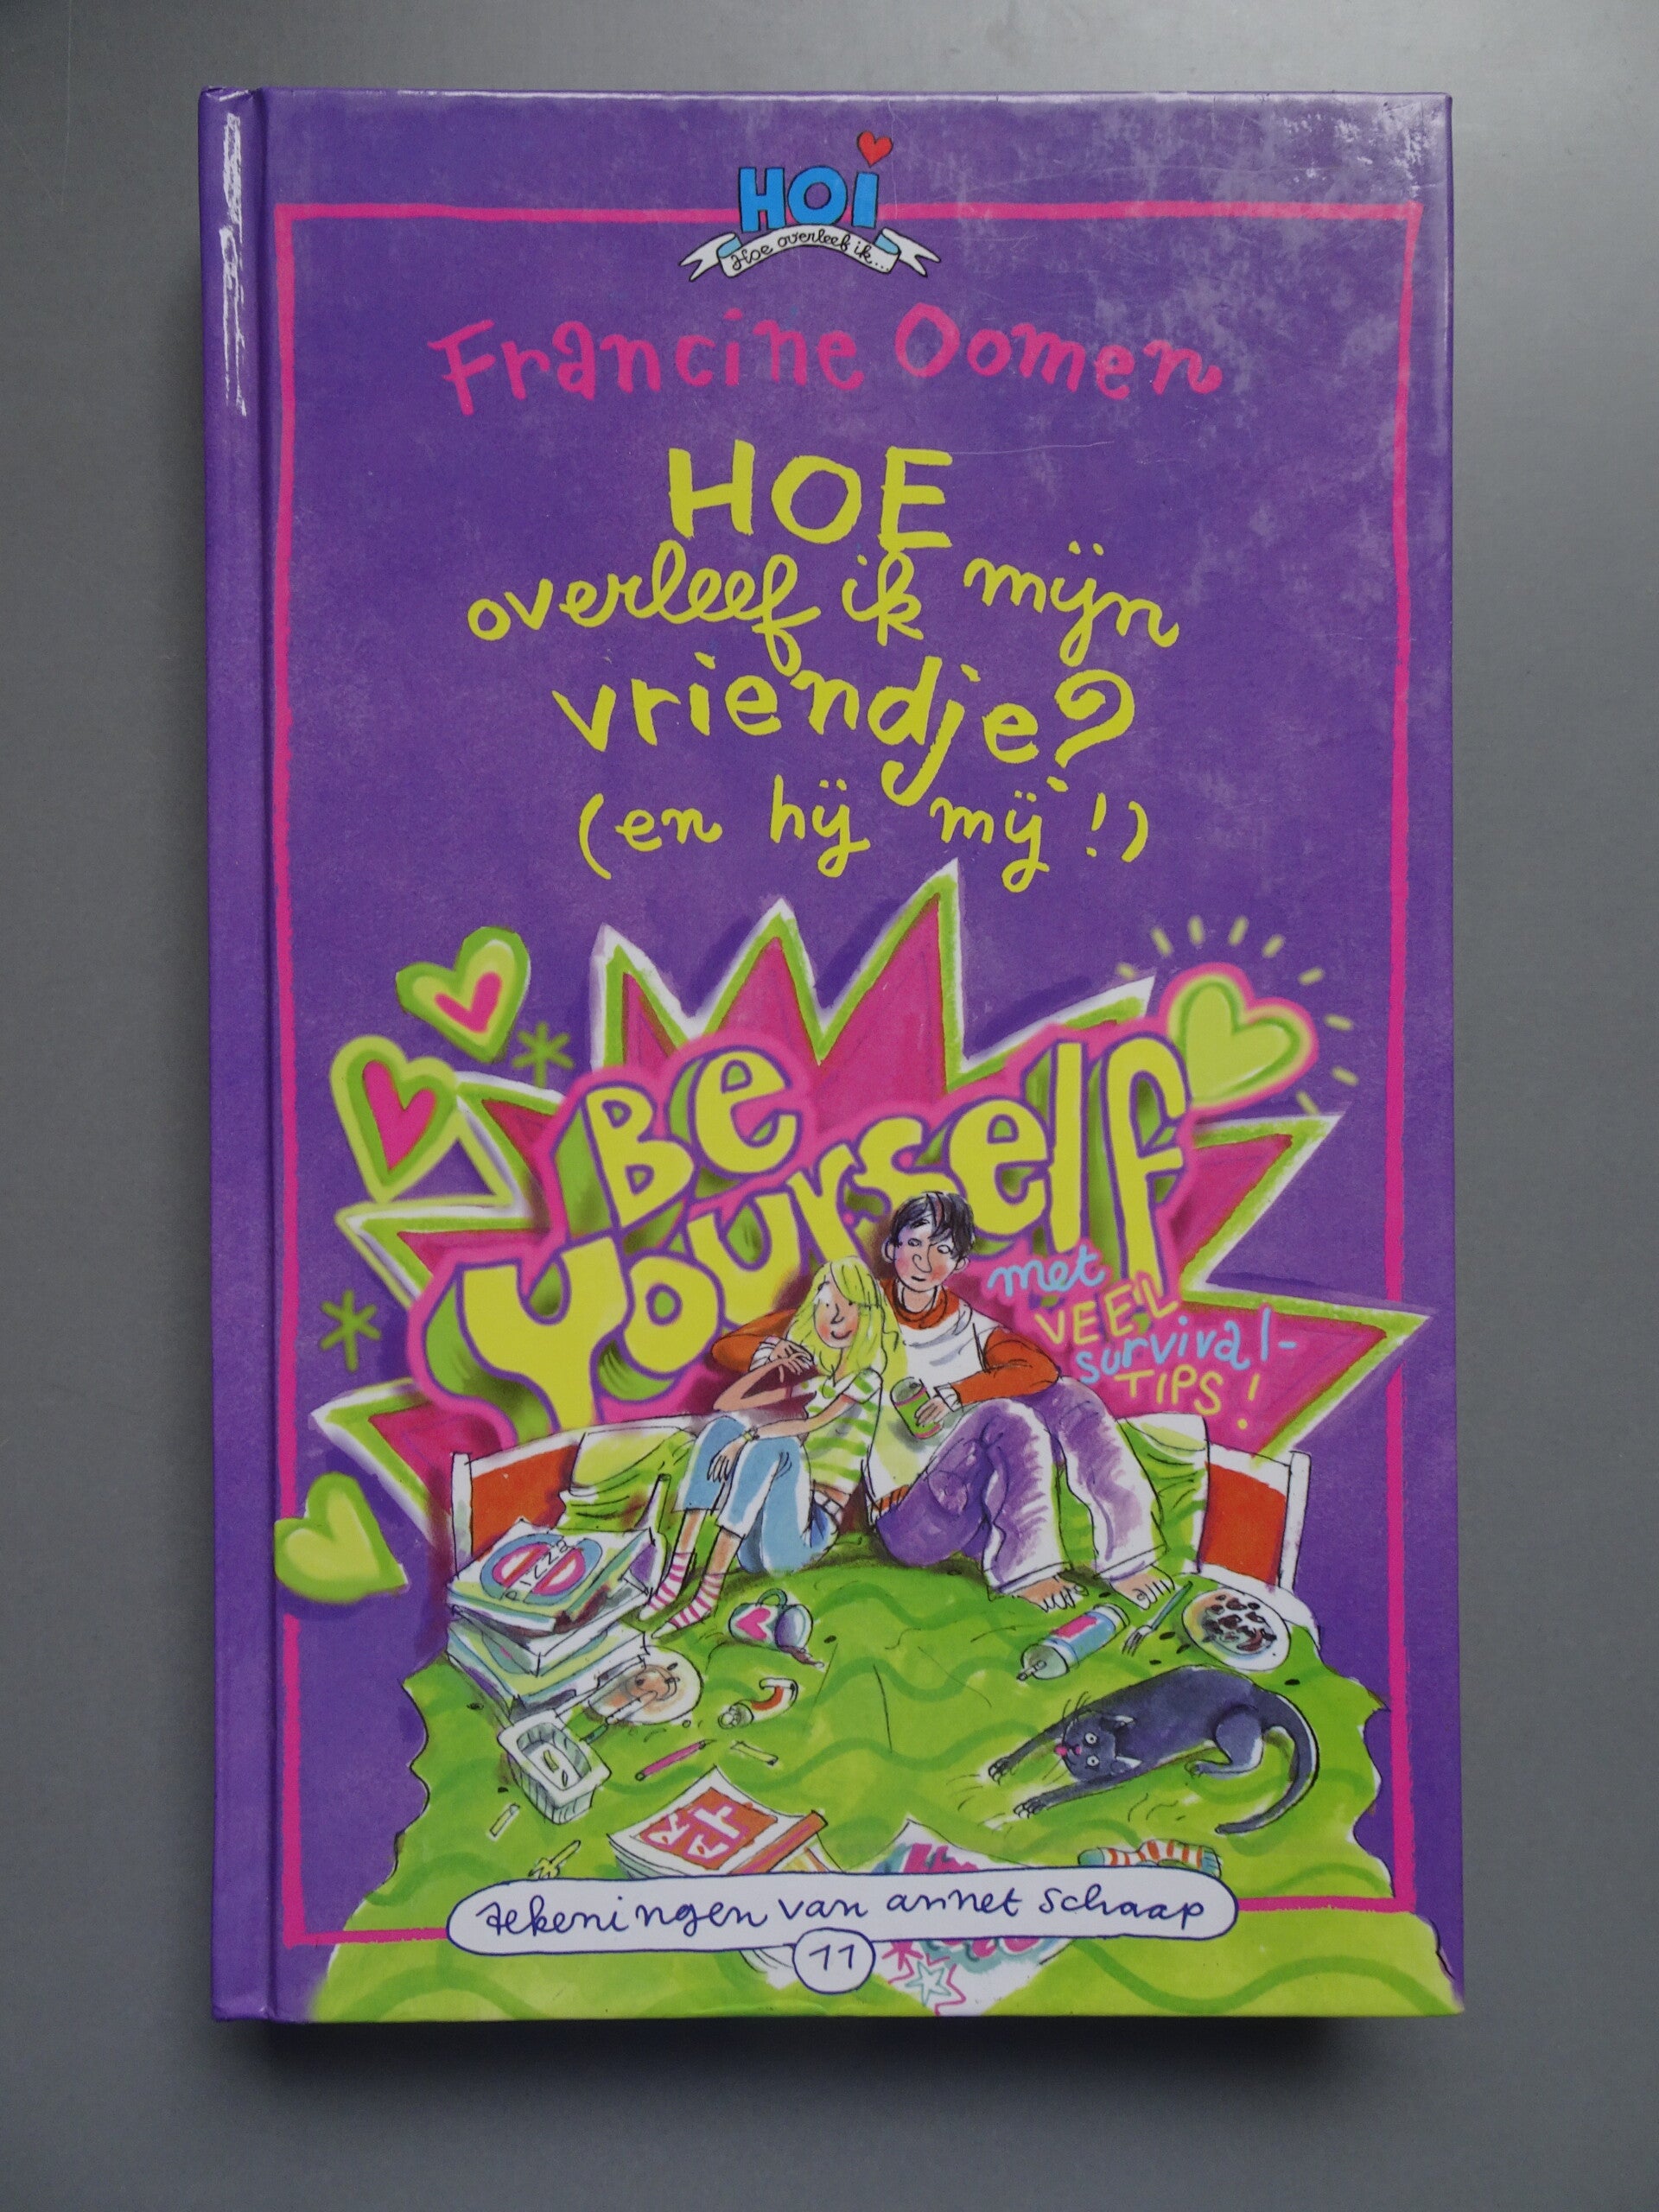 HOi
Hoe overleef ik...
Francine Oomen
HOE
overleef ik mijn
vriendje?
(en hij mij!)
Be
Yourself
met
VEEL
survival-
TIPS!
PIZZA
tekeningen van annet schaap
11